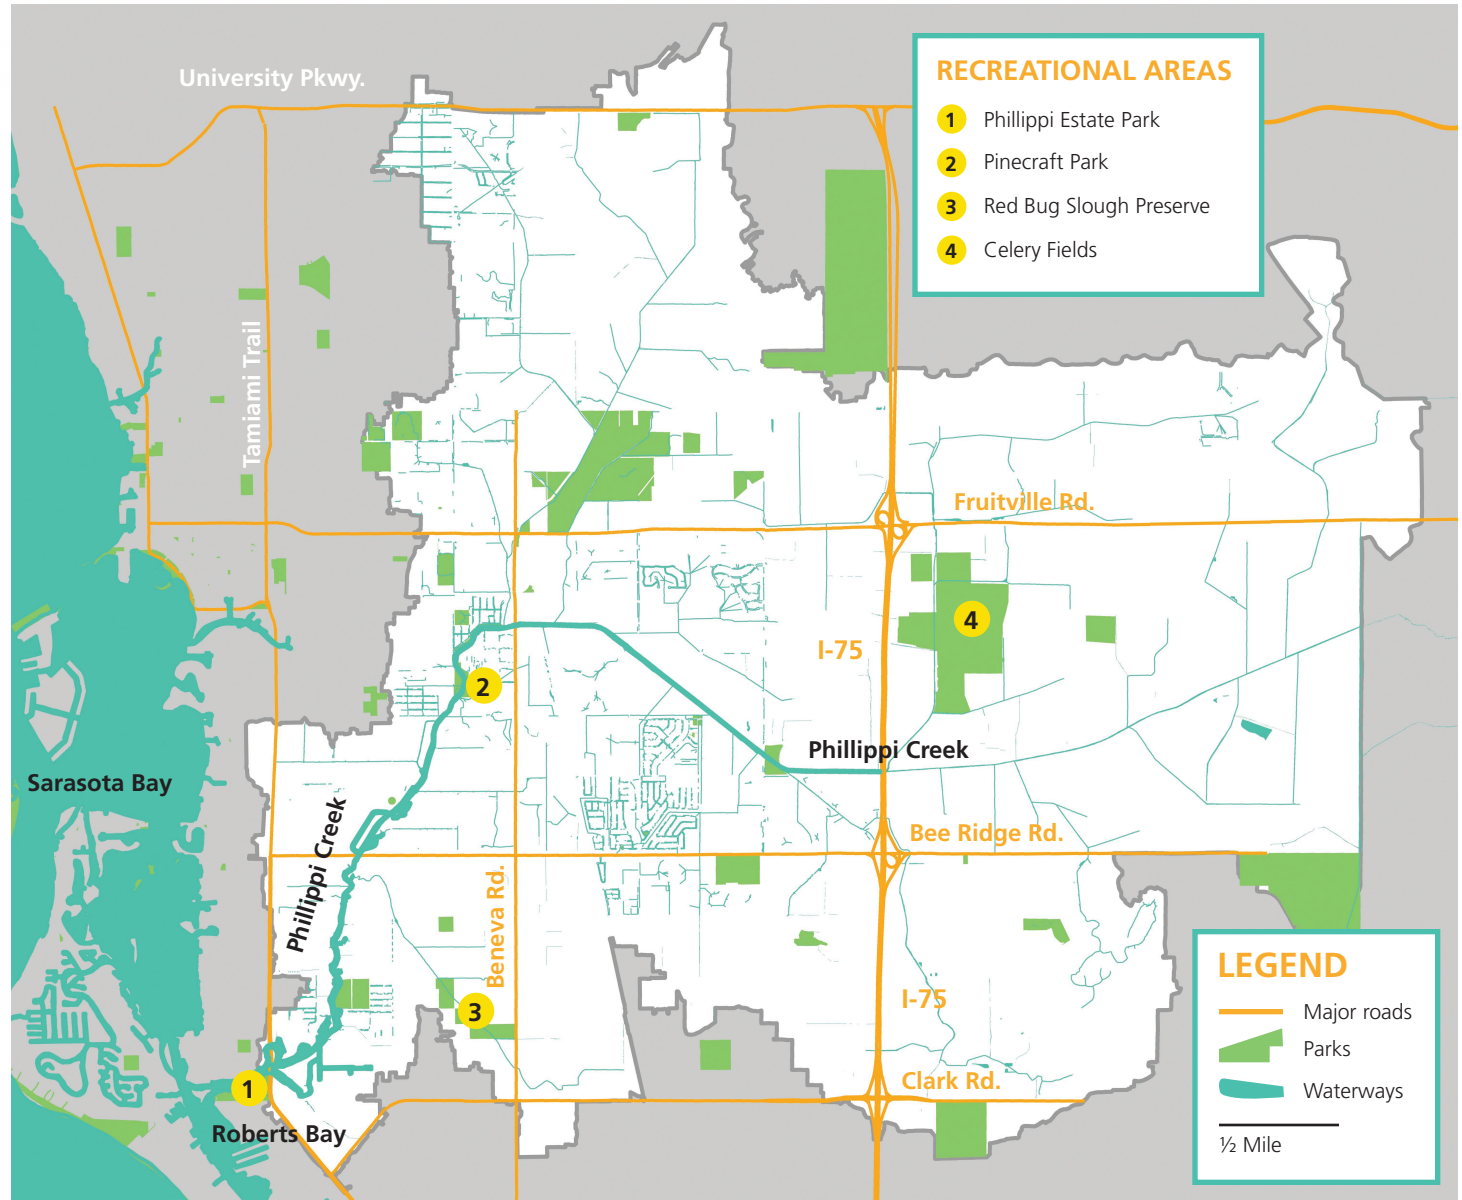 University Pkwy.
RECREATIONAL AREAS
1 Phillippi Estate Park
2 Pinecraft Park
3 Red Bug Slough Preserve
4 Celery Fields
Tamiami Trail
Fruitville Rd.
4
I-75
2
Phillippi Creek
Sarasota Bay
Bee Ridge Rd.
Phillippi Creek
Beneva Rd.
3
I-75
Clark Rd.
1
Roberts Bay
LEGEND
Major roads
Parks
Waterways
½ Mile